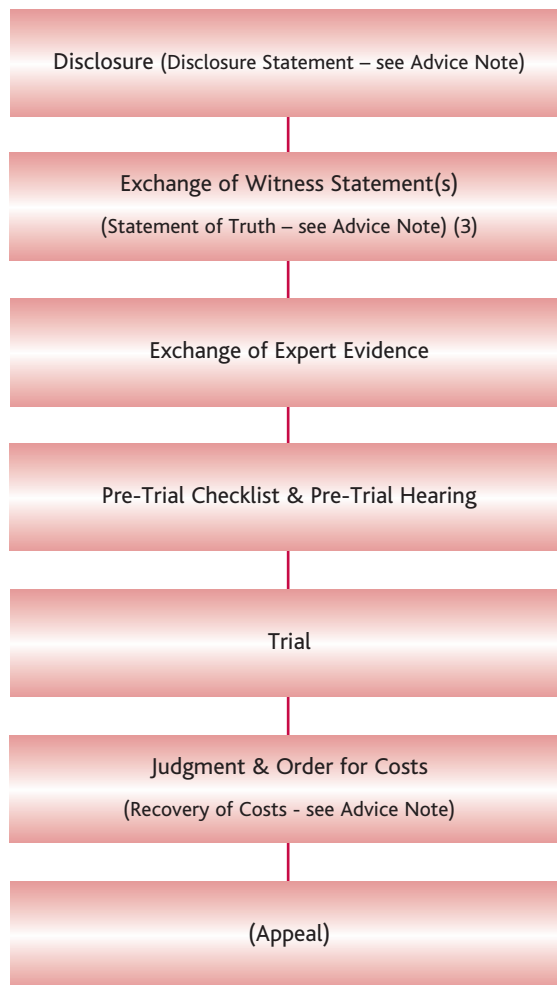 Disclosure (Disclosure Statement – see Advice Note)
Exchange of Witness Statement(s)
(Statement of Truth – see Advice Note) (3)
Exchange of Expert Evidence
Pre-Trial Checklist & Pre-Trial Hearing
Trial
Judgment & Order for Costs
(Recovery of Costs - see Advice Note)
(Appeal)